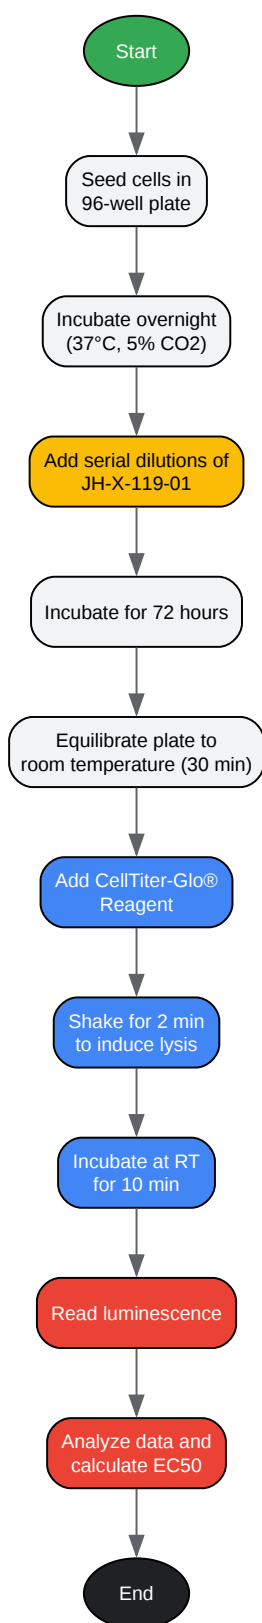 Start
Seed cells in
96-well plate
Incubate overnight
(37°C, 5% CO2)
Add serial dilutions of
JH-X-119-01
Incubate for 72 hours
Equilibrate plate to
room temperature (30 min)
Add CellTiter-Glo®
Reagent
Shake for 2 min
to induce lysis
Incubate at RT
for 10 min
Read luminescence
Analyze data and
calculate EC50
End